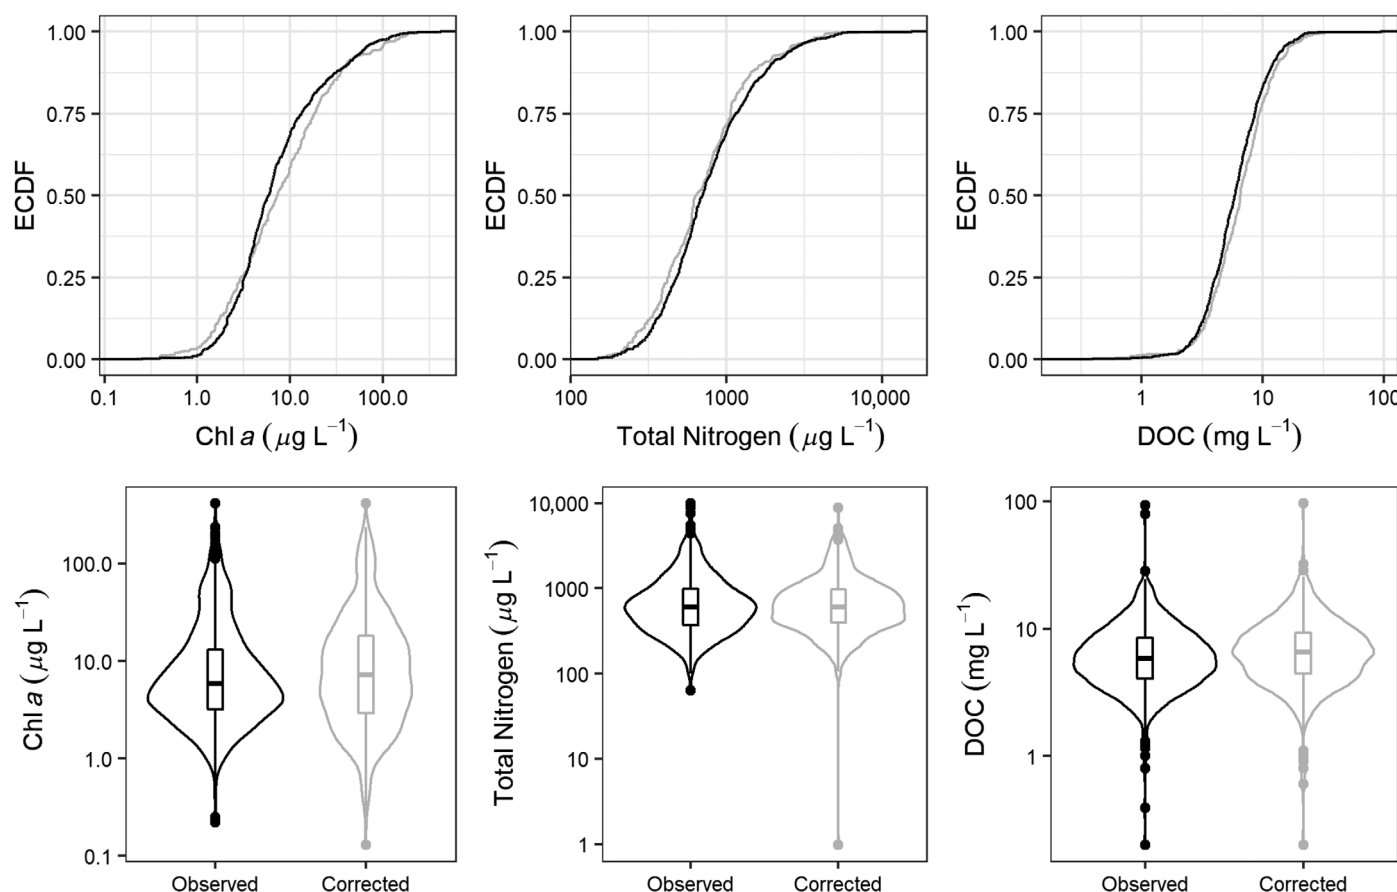 1.00
0.75
0.50
0.25
0.00
ECDF
0.1 1.0 10.0 100.0
Chl a (μg L−1)
1.00
0.75
0.50
0.25
0.00
ECDF
100 1000 10,000
Total Nitrogen (μg L−1)
1.00
0.75
0.50
0.25
0.00
ECDF
1 10 100
DOC (mg L−1)
100.0
10.0
1.0
0.1
Chl a (μg L−1)
Observed Corrected
10,000
1000
100
10
1
Total Nitrogen (μg L−1)
Observed Corrected
100
10
1
DOC (mg L−1)
Observed Corrected